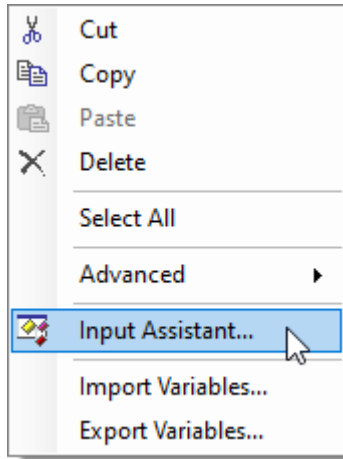 Cut
Copy
Paste
Delete
Select All
Advanced
Input Assistant...
Import Variables...
Export Variables...